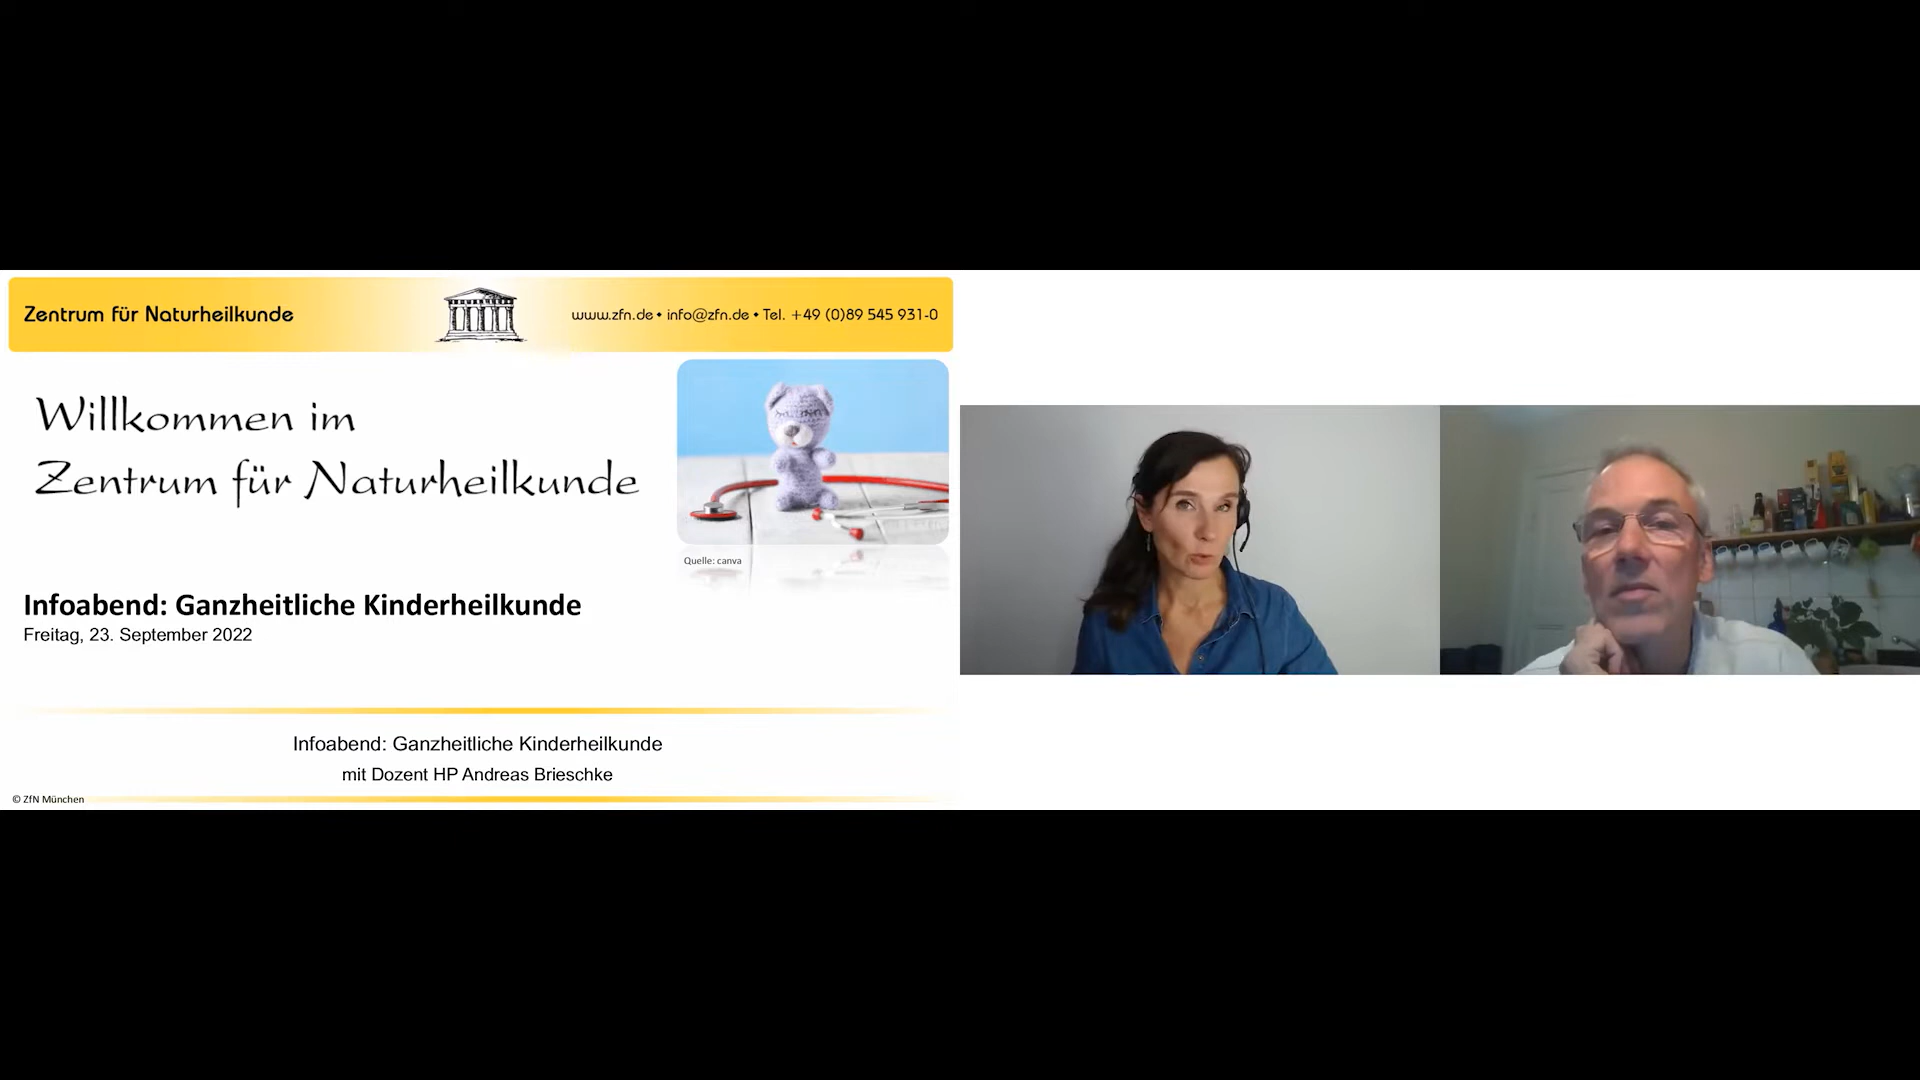 Zentrum für Naturheilkunde
www.zfn.de • info@zfn.de • Tel. +49 (0)89 545 931-0
Willkommen im
Zentrum für Naturheilkunde
Quelle: canva
Infoabend: Ganzheitliche Kinderheilkunde
Freitag, 23. September 2022
Infoabend: Ganzheitliche Kinderheilkunde
mit Dozent HP Andreas Brieschke
© ZfN München